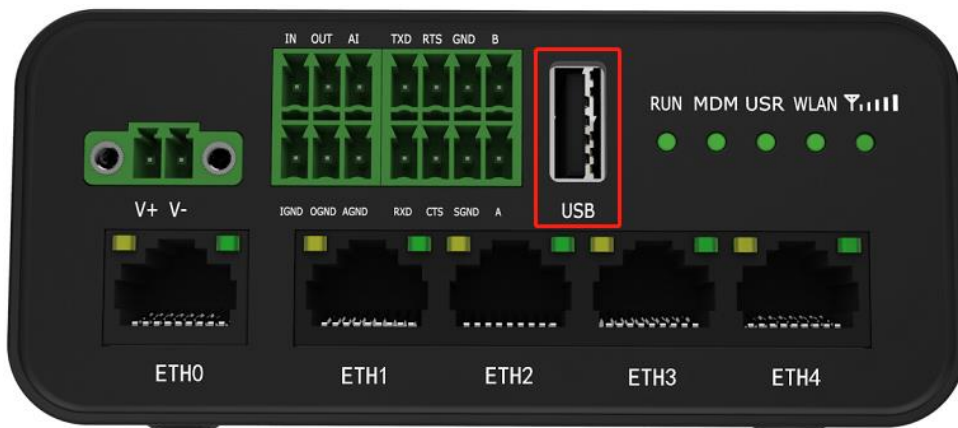 IN OUT AI TXD RTS GND B
RUN MDM USR WLAN
V+ V-
IGND OGND AGND RXD CTS SGND A
USB
ETH0
ETH1 ETH2 ETH3 ETH4